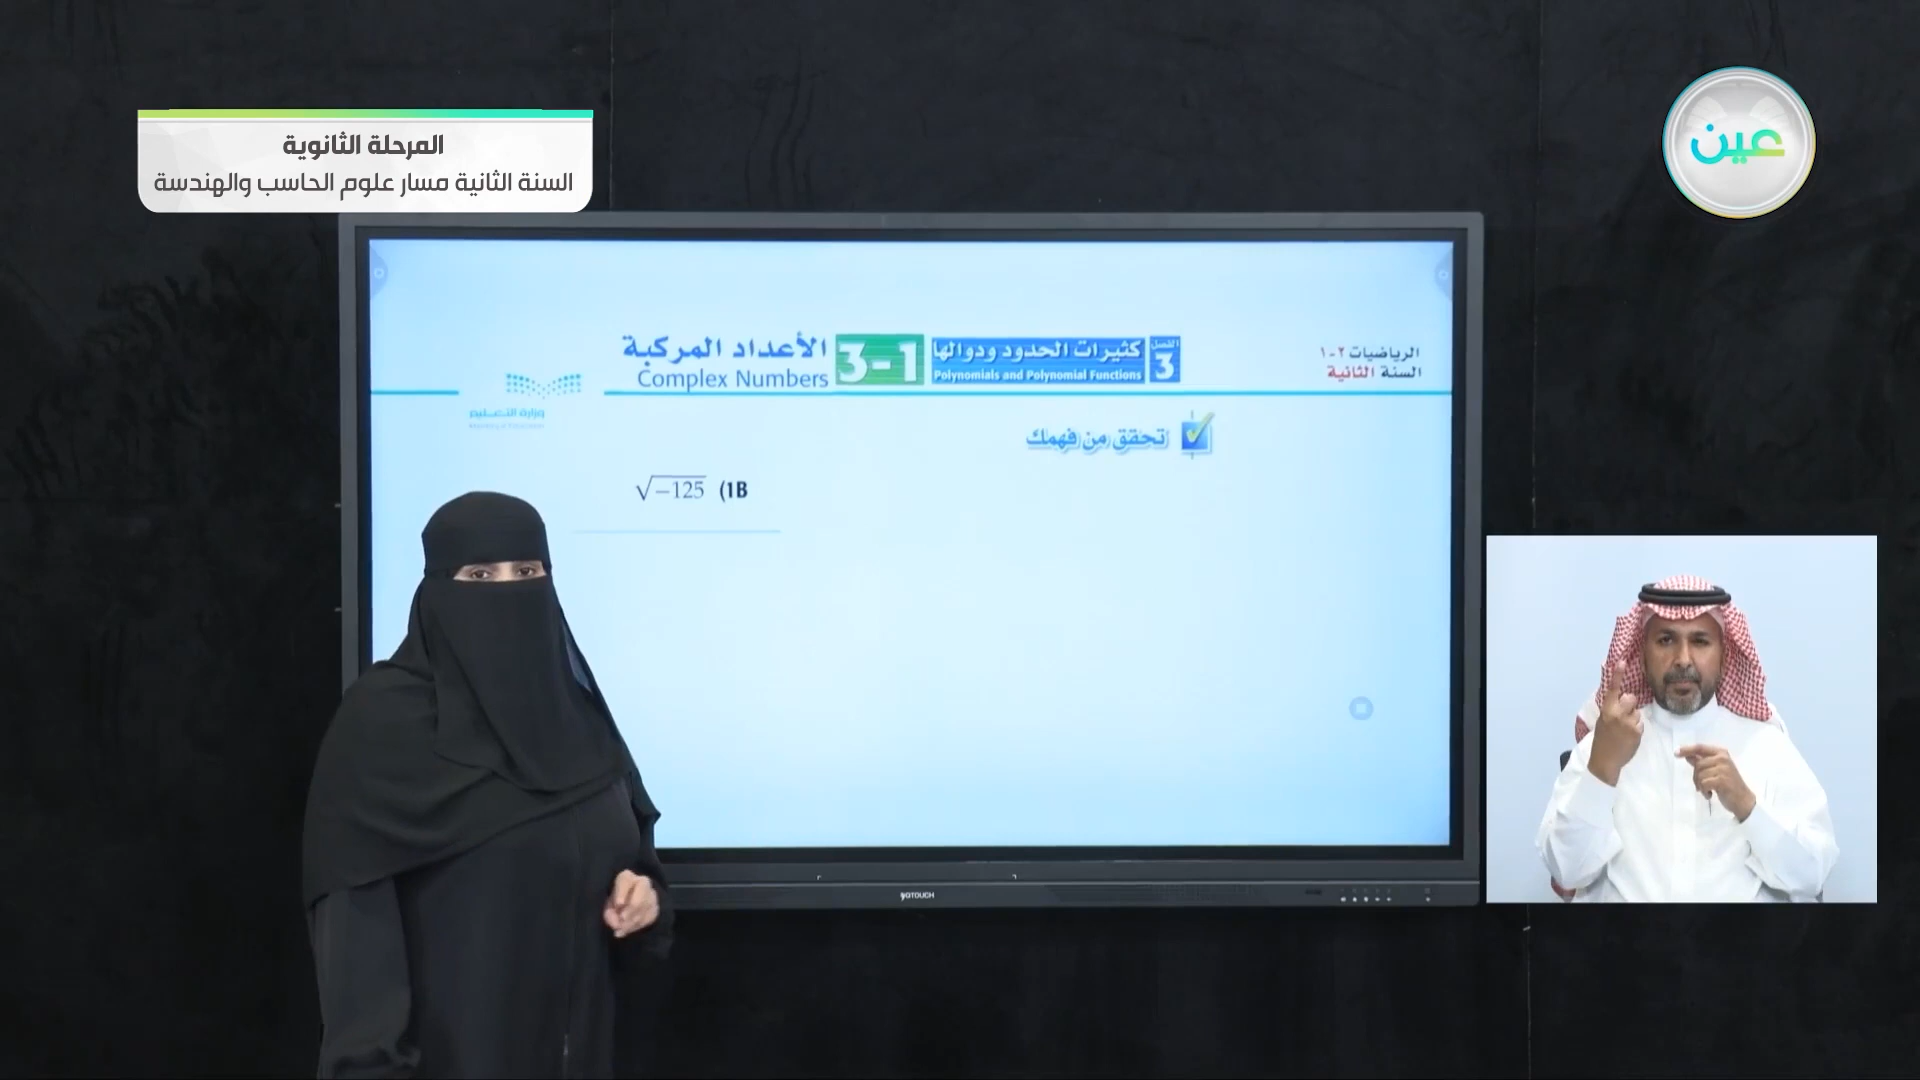 المرحلة الثانوية
السنة الثانية مسار علوم الحاسب والهندسة
عين
الرياضيات ٢-١
السنة الثانية
الفصل 3
كثيرات الحدود ودوالها
Polynomials and Polynomial Functions
3-1
الأعداد المركبة
Complex Numbers
وزارة التعليم
تحقق من فهمك
√−125 (1B